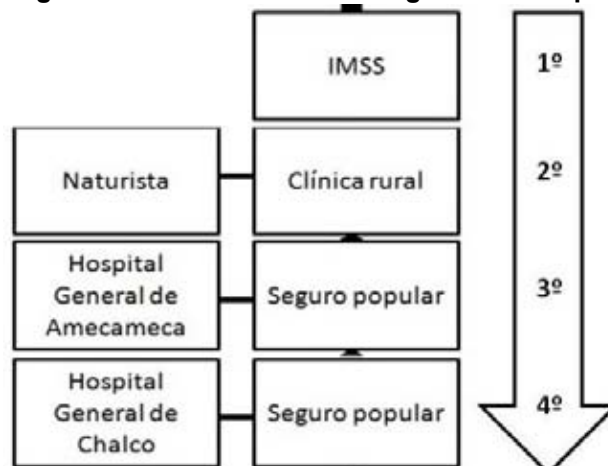 IMSS
1º
Naturista
Clínica rural
2º
Hospital
General de
Amecameca
Seguro popular
3º
Hospital
General de
Chalco
Seguro popular
4º